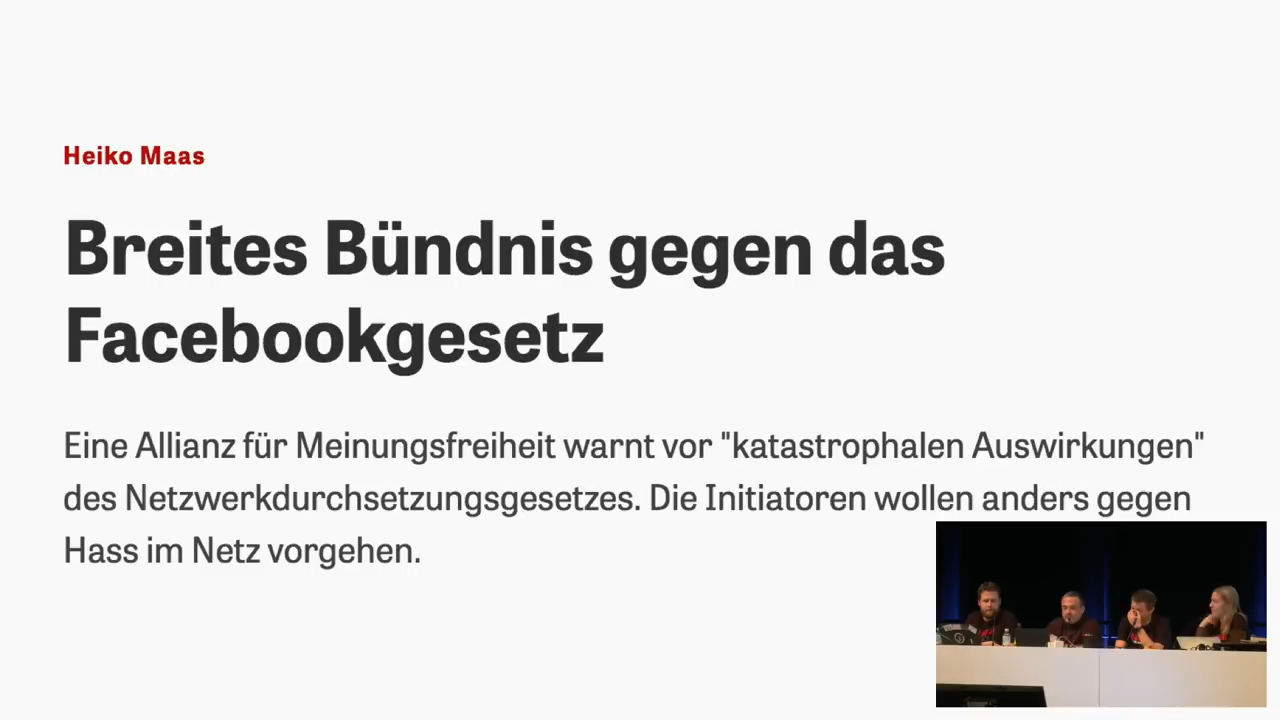 Heiko Maas
Breites Bündnis gegen das
Facebookgesetz
Eine Allianz für Meinungsfreiheit warnt vor "katastrophalen Auswirkungen"
des Netzwerkdurchsetzungsgesetzes. Die Initiatoren wollen anders gegen
Hass im Netz vorgehen.